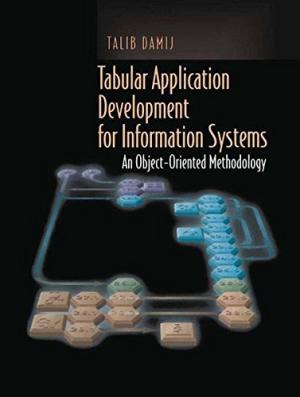 TALIB DAMIJ
Tabular Application
Development
for Information Systems
An Object-Oriented Methodology